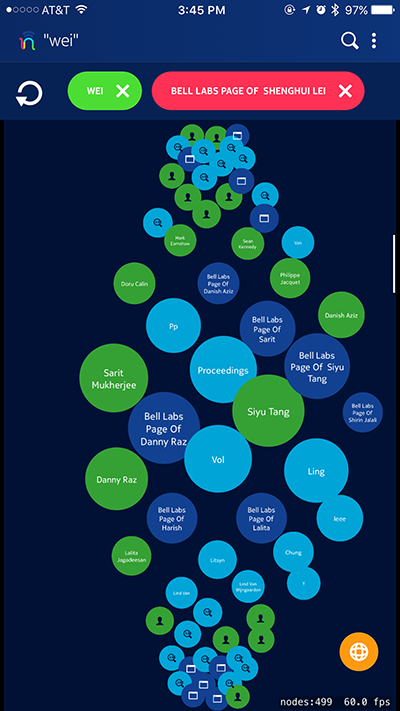 AT&T
3:45 PM
97%
"wei"
WEI
BELL LABS PAGE OF SHENGHUI LEI
Mark
Earnshaw
Sean
Kennedy
Van
Doru Calin
Bell Labs
Page Of
Danish Aziz
Philippe
Jacquet
Danish Aziz
Pp
Bell Labs
Page Of
Sarit
Proceedings
Bell Labs
Page Of Siyu
Tang
Sarit
Mukherjee
Bell Labs
Page Of
Danny Raz
Siyu Tang
Bell Labs
Page Of
Shirin Jalali
Vol
Ling
Danny Raz
Bell Labs
Page Of
Harish
Bell Labs
Page Of
Lalita
Ieee
Lalita
Jagadeesan
Litsyn
Chung
Lind Van
Lind Van
Wijngaarden
nodes:499 60.0 fps